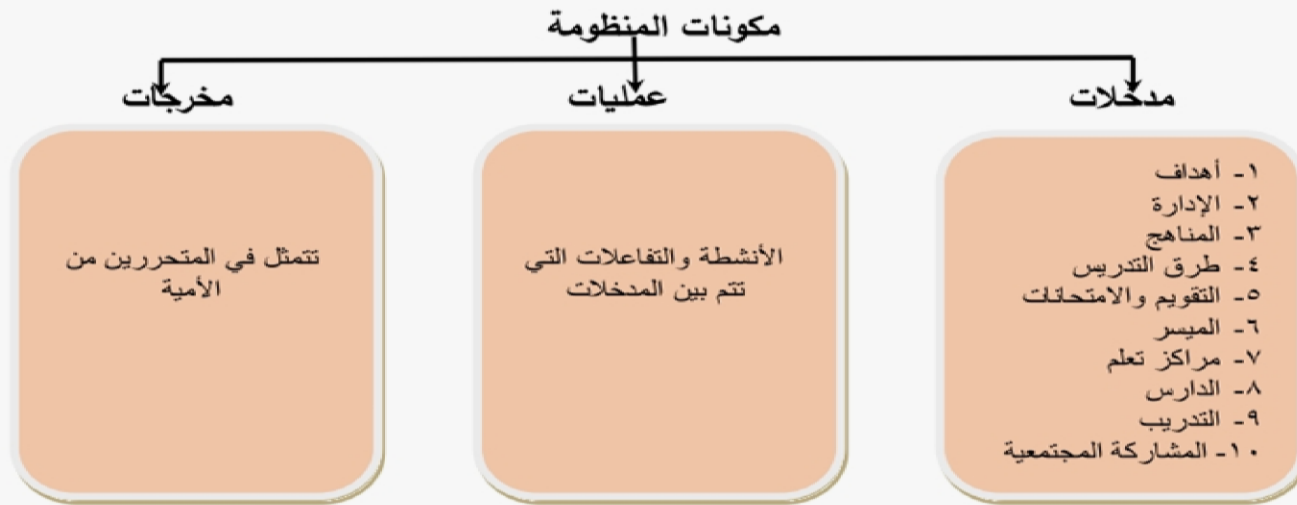 مكونات المنظومة
مدخلات
١- أهداف
٢- الإدارة
٣- المناهج
٤- طرق التدريس
٥- التقويم والامتحانات
٦- الميسر
٧- مراكز تعلم
٨- الدارس
٩- التدريب
١٠- المشاركة المجتمعية
عمليات
الأنشطة والتفاعلات التي
تتم بين المدخلات
مخرجات
تتمثل في المتحررين من
الأمية